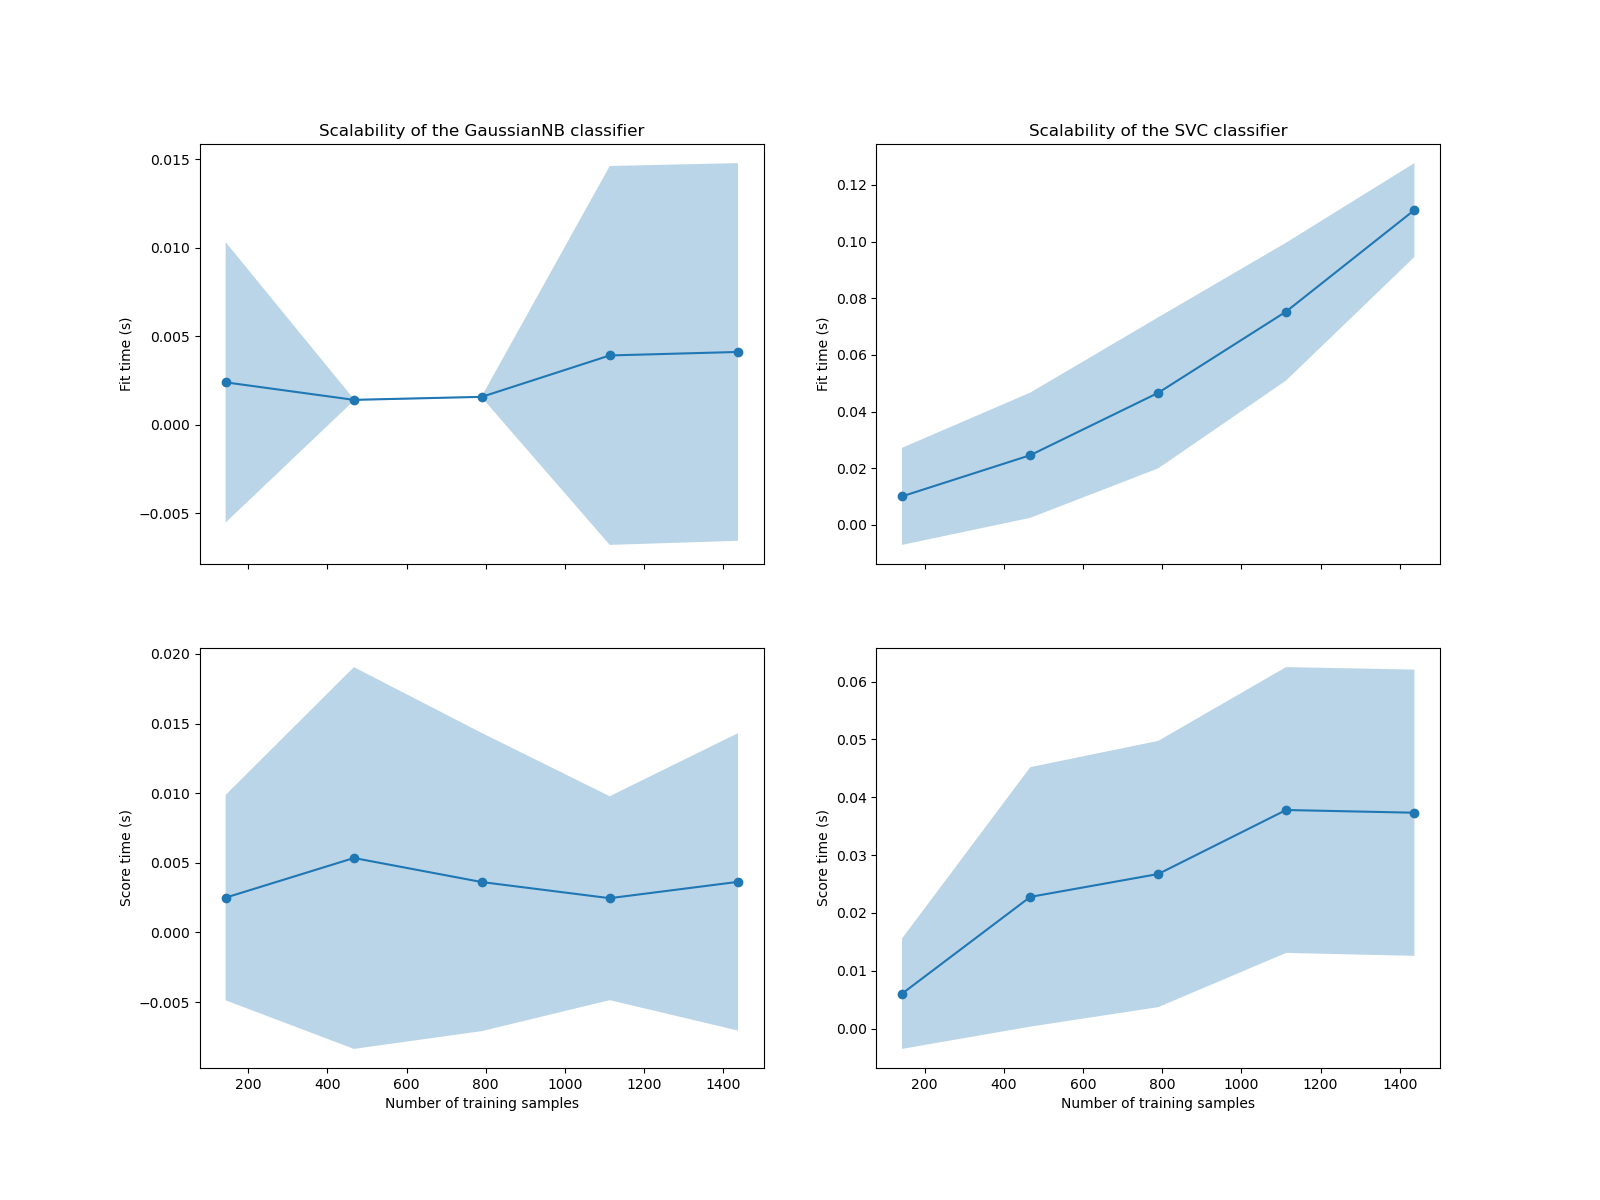 Scalability of the GaussianNB classifier
0.015
0.010
0.005
0.000
−0.005
Fit time (s)
Scalability of the SVC classifier
0.12
0.10
0.08
0.06
0.04
0.02
0.00
Fit time (s)
0.020
0.015
0.010
0.005
0.000
−0.005
Score time (s)
200 400 600 800 1000 1200 1400
Number of training samples
0.06
0.05
0.04
0.03
0.02
0.01
0.00
Score time (s)
200 400 600 800 1000 1200 1400
Number of training samples